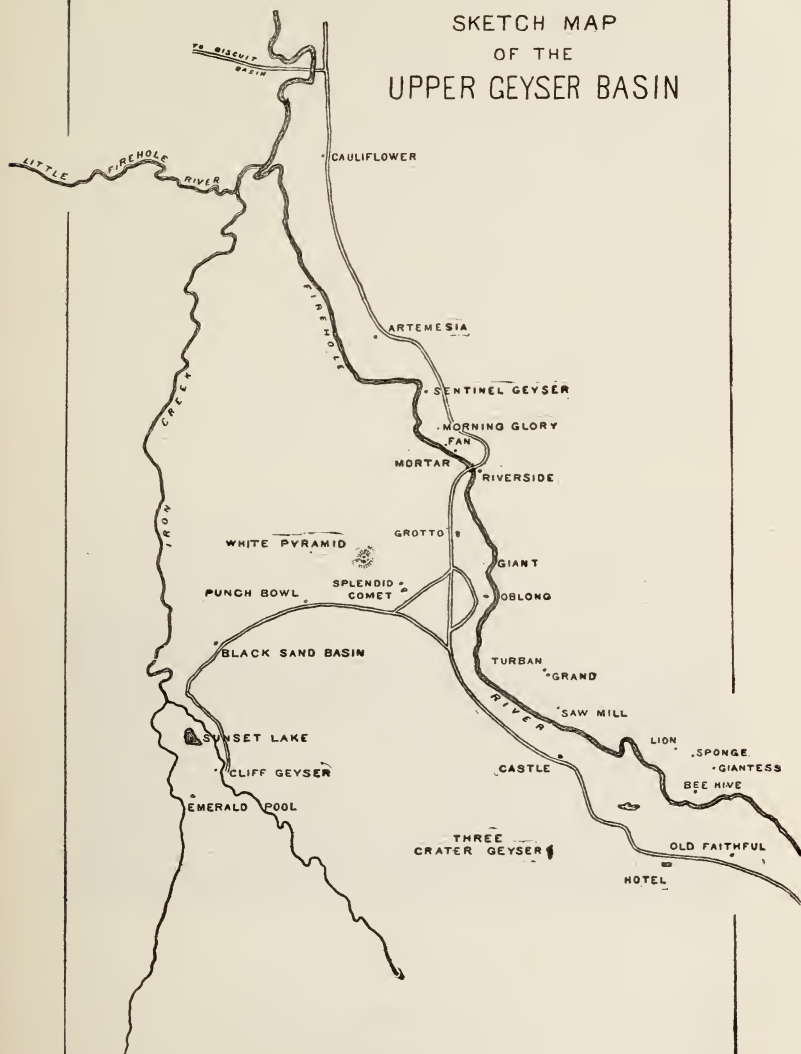 SKETCH MAP
OF THE
UPPER GEYSER BASIN
TO BISCUIT
BASIN
CAULIFLOWER
LITTLE FIREHOLE RIVER
FIREHOLE
ARTEMESIA
CREEK
SENTINEL GEYSER
MORNING GLORY
FAN
MORTAR
RIVERSIDE
IRON
GROTTO
WHITE PYRAMID
GIANT
SPLENDID
COMET
PUNCH BOWL
OBLONG
BLACK SAND BASIN
TURBAN
GRAND
RIVER
SAW MILL
SUNSET LAKE
LION
SPONGE
GIANTESS
CASTLE
CLIFF GEYSER
BEE HIVE
EMERALD POOL
THREE
CRATER GEYSER
OLD FAITHFUL
HOTEL